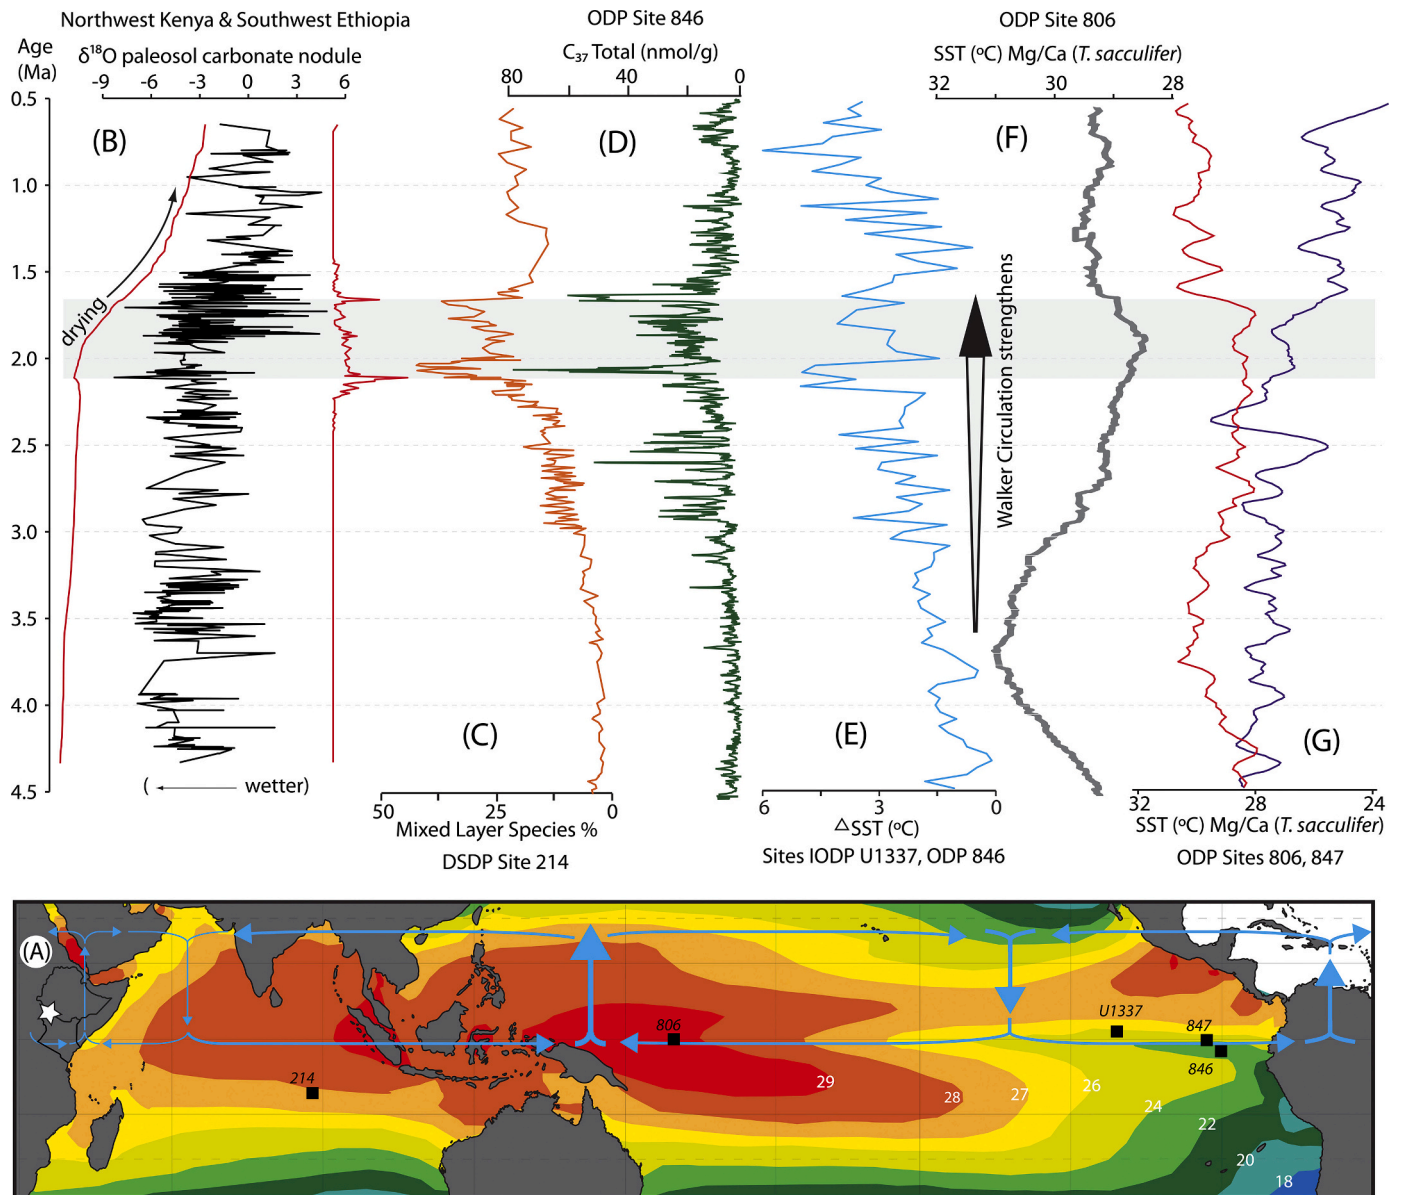 Northwest Kenya & Southwest Ethiopia
ODP Site 846
ODP Site 806
Age
(Ma)
δ¹⁸O paleosol carbonate nodule
C₃₇ Total (nmol/g)
SST (ºC) Mg/Ca (T. sacculifer)
-9 -6 -3 0 3 6
80 40 0
32 30 28
0.5
1.0
1.5
2.0
2.5
3.0
3.5
4.0
4.5
(B)
(D)
(F)
drying
Walker Circulation strengthens
(C)
(E)
(G)
( wetter)
50 25 0
Mixed Layer Species %
DSDP Site 214
6 3 0
△SST (ºC)
Sites IODP U1337, ODP 846
32 28 24
SST (ºC) Mg/Ca (T. sacculifer)
ODP Sites 806, 847
(A)
806
U1337
847
846
214
29
28
27
26
24
22
20
18